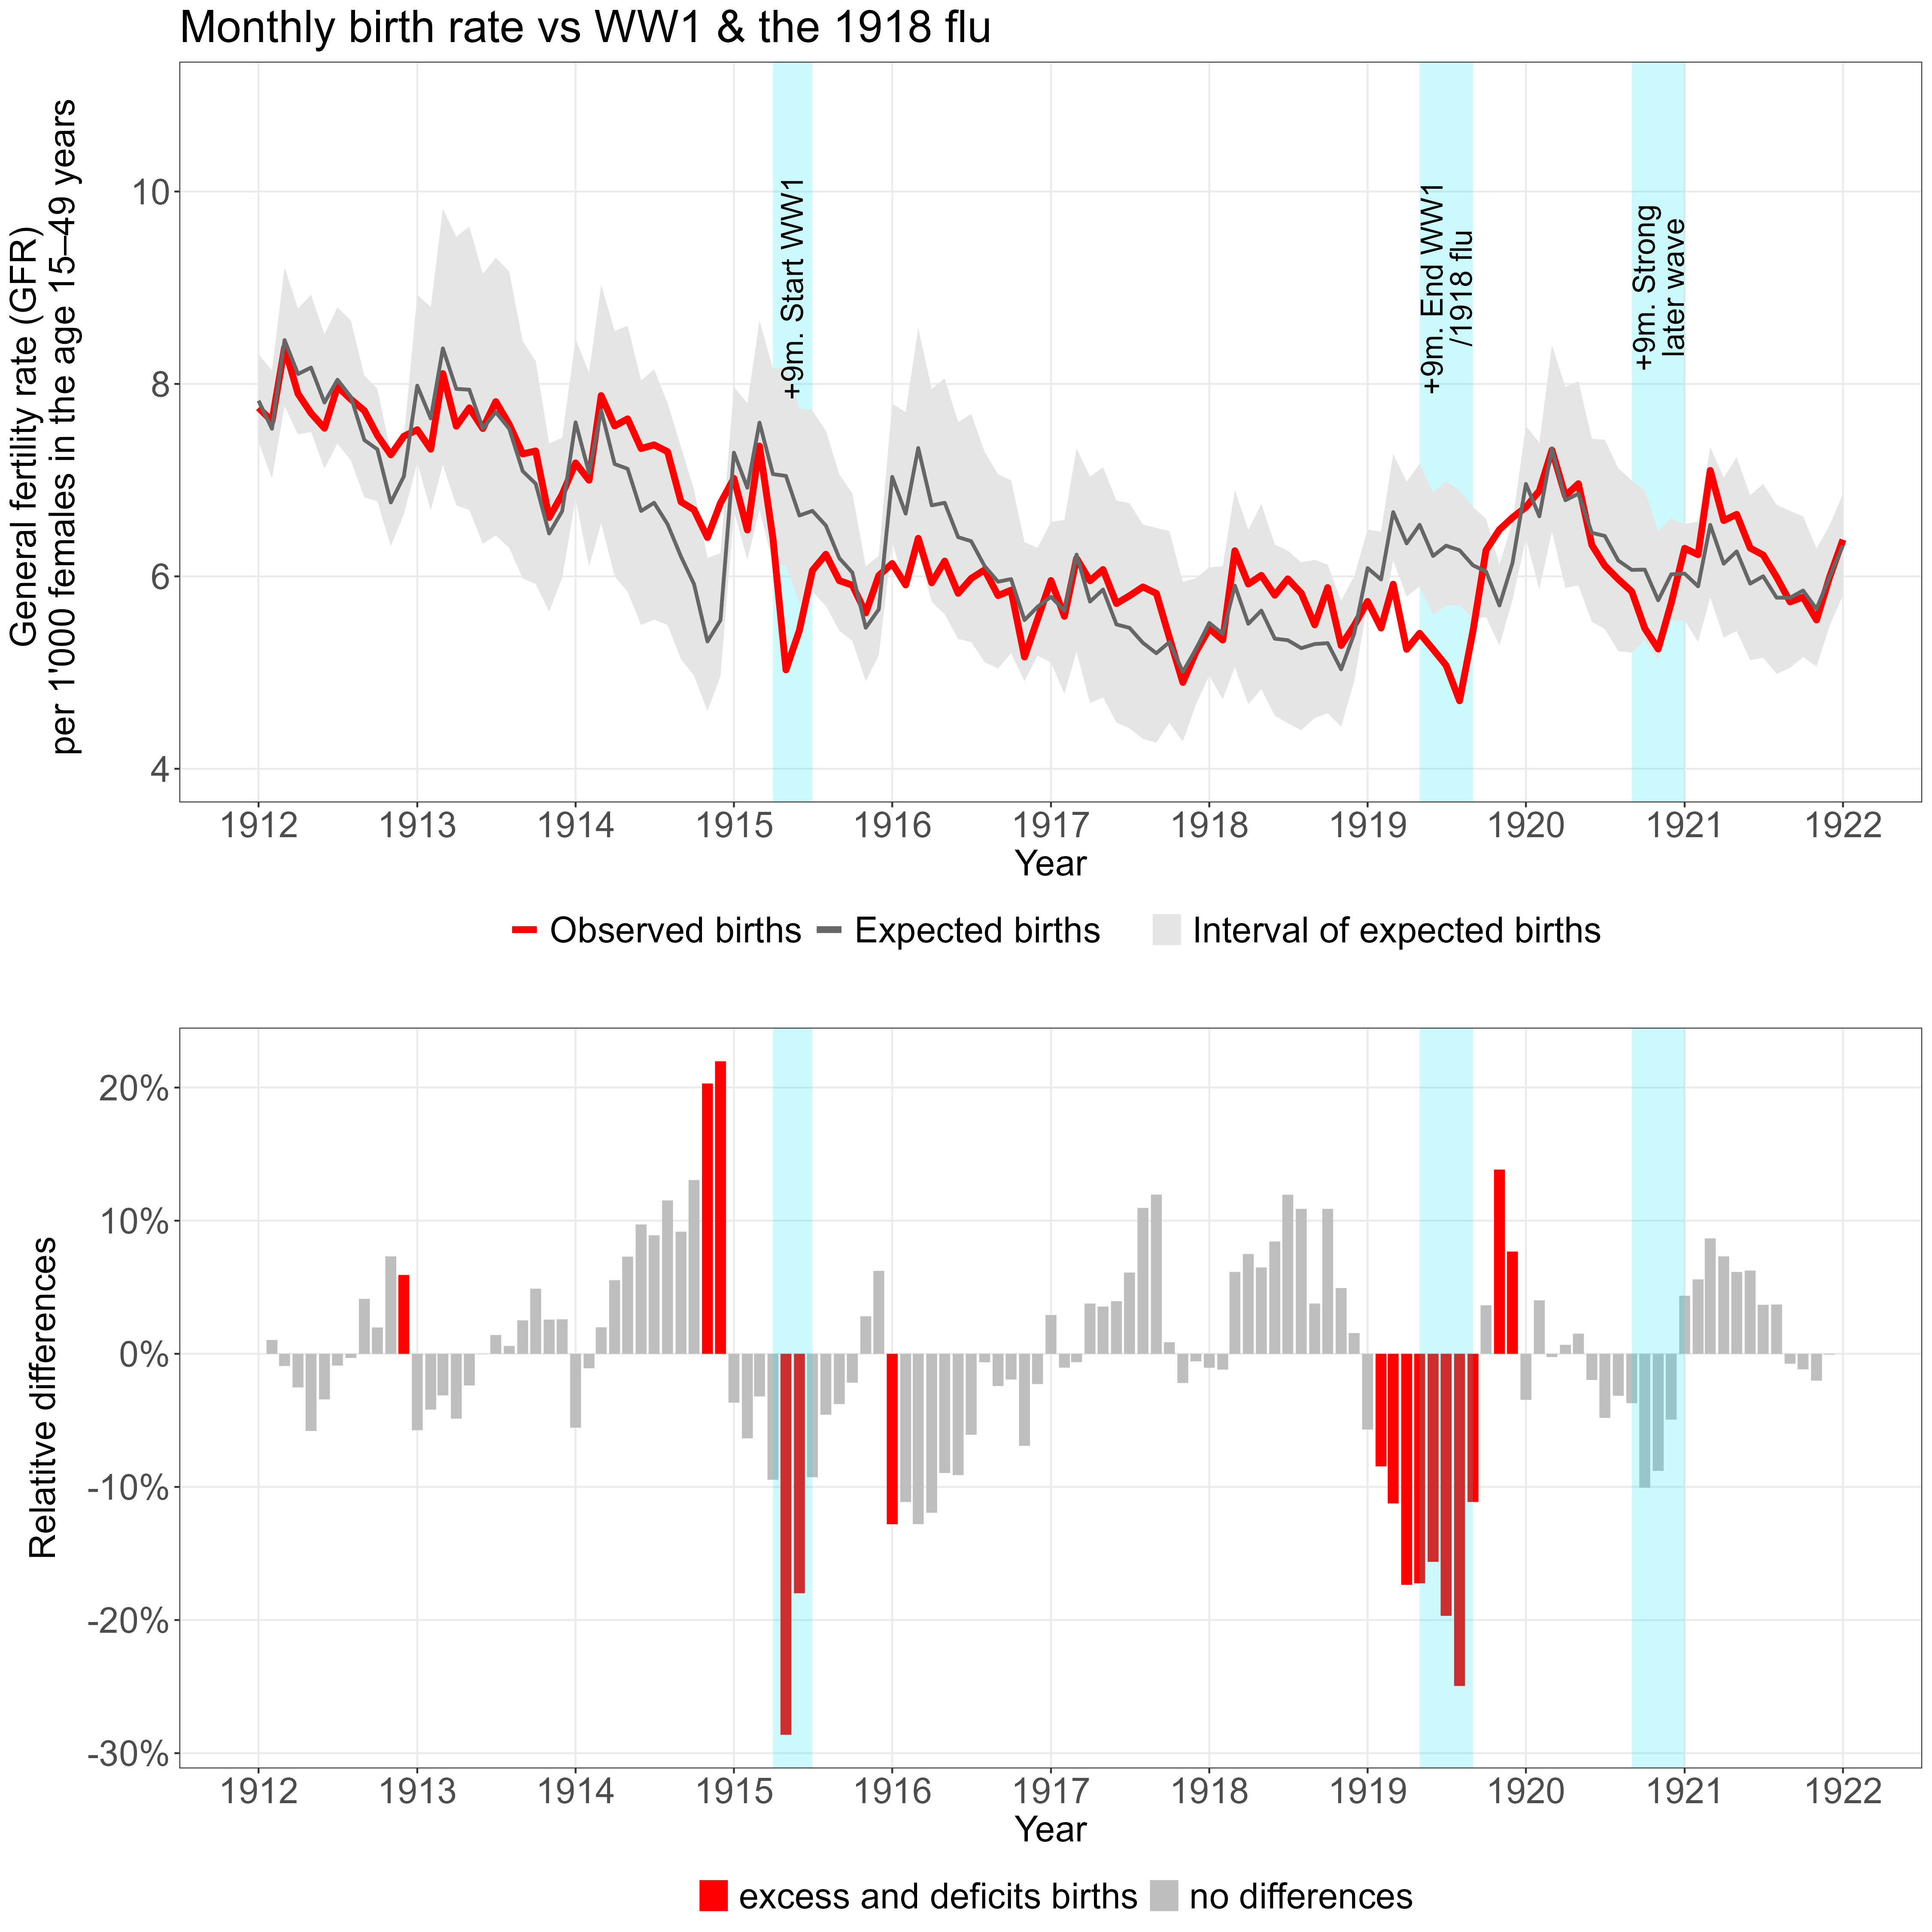 Monthly birth rate vs WW1 & the 1918 flu
General fertility rate (GFR)
per 1'000 females in the age 15–49 years
10
8
6
4
+9m. Start WW1
+9m. End WW1
/1918 flu
+9m. Strong
later wave
1912 1913 1914 1915 1916 1917 1918 1919 1920 1921 1922
Year
Observed births Expected births Interval of expected births
Relatitive differences
20%
10%
0%
-10%
-20%
-30%
1912 1913 1914 1915 1916 1917 1918 1919 1920 1921 1922
Year
excess and deficits births no differences